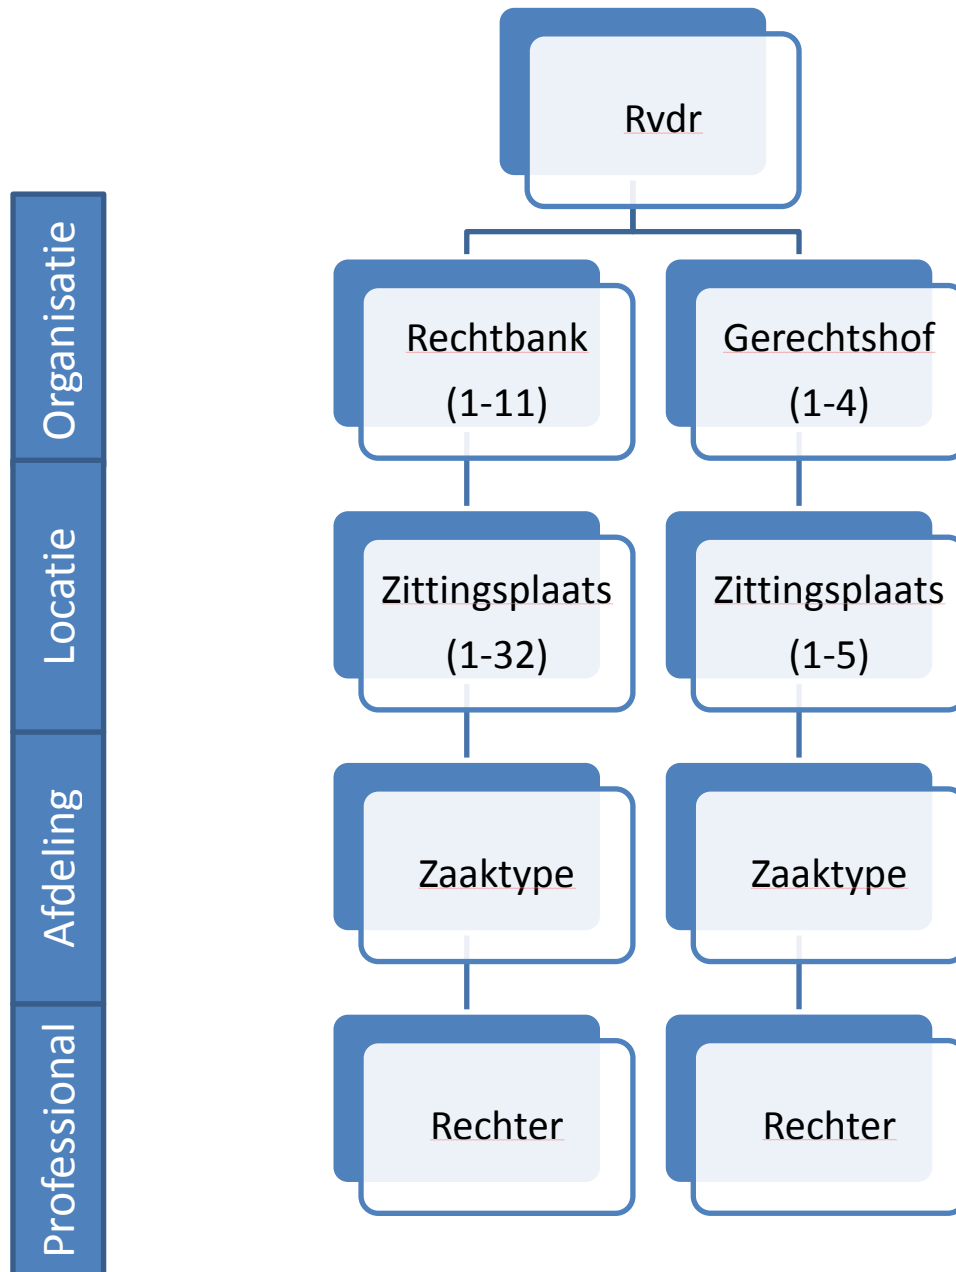 Rvdr
Organisatie
Rechtbank
(1-11)
Gerechtshof
(1-4)
Locatie
Zittingsplaats
(1-32)
Zittingsplaats
(1-5)
Afdeling
Zaaktype
Zaaktype
Professional
Rechter
Rechter